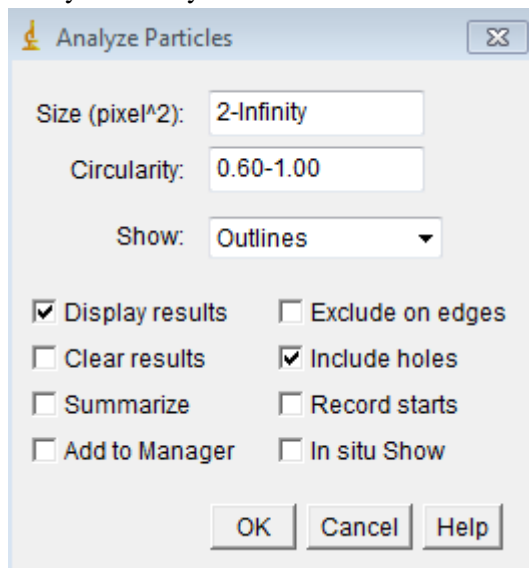 Analyze Particles
Size (pixel^2): 2-Infinity
Circularity: 0.60-1.00
Show: Outlines
Display results Exclude on edges
Clear results Include holes
Summarize Record starts
Add to Manager In situ Show
OK Cancel Help